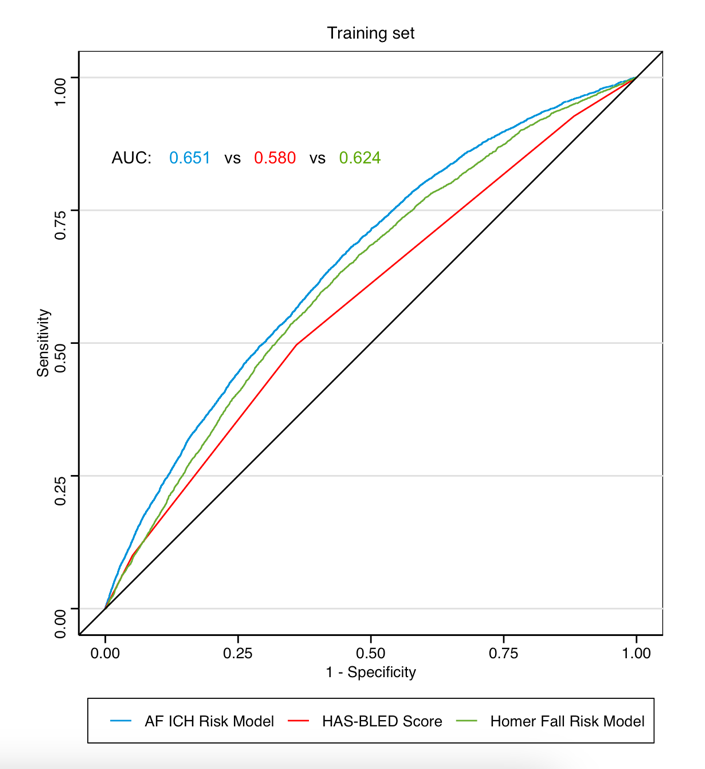 Training set
AUC: 0.651 vs 0.580 vs 0.624
Sensitivity
1.00
0.75
0.50
0.25
0.00
0.00 0.25 0.50 0.75 1.00
1 - Specificity
AF ICH Risk Model HAS-BLED Score Homer Fall Risk Model